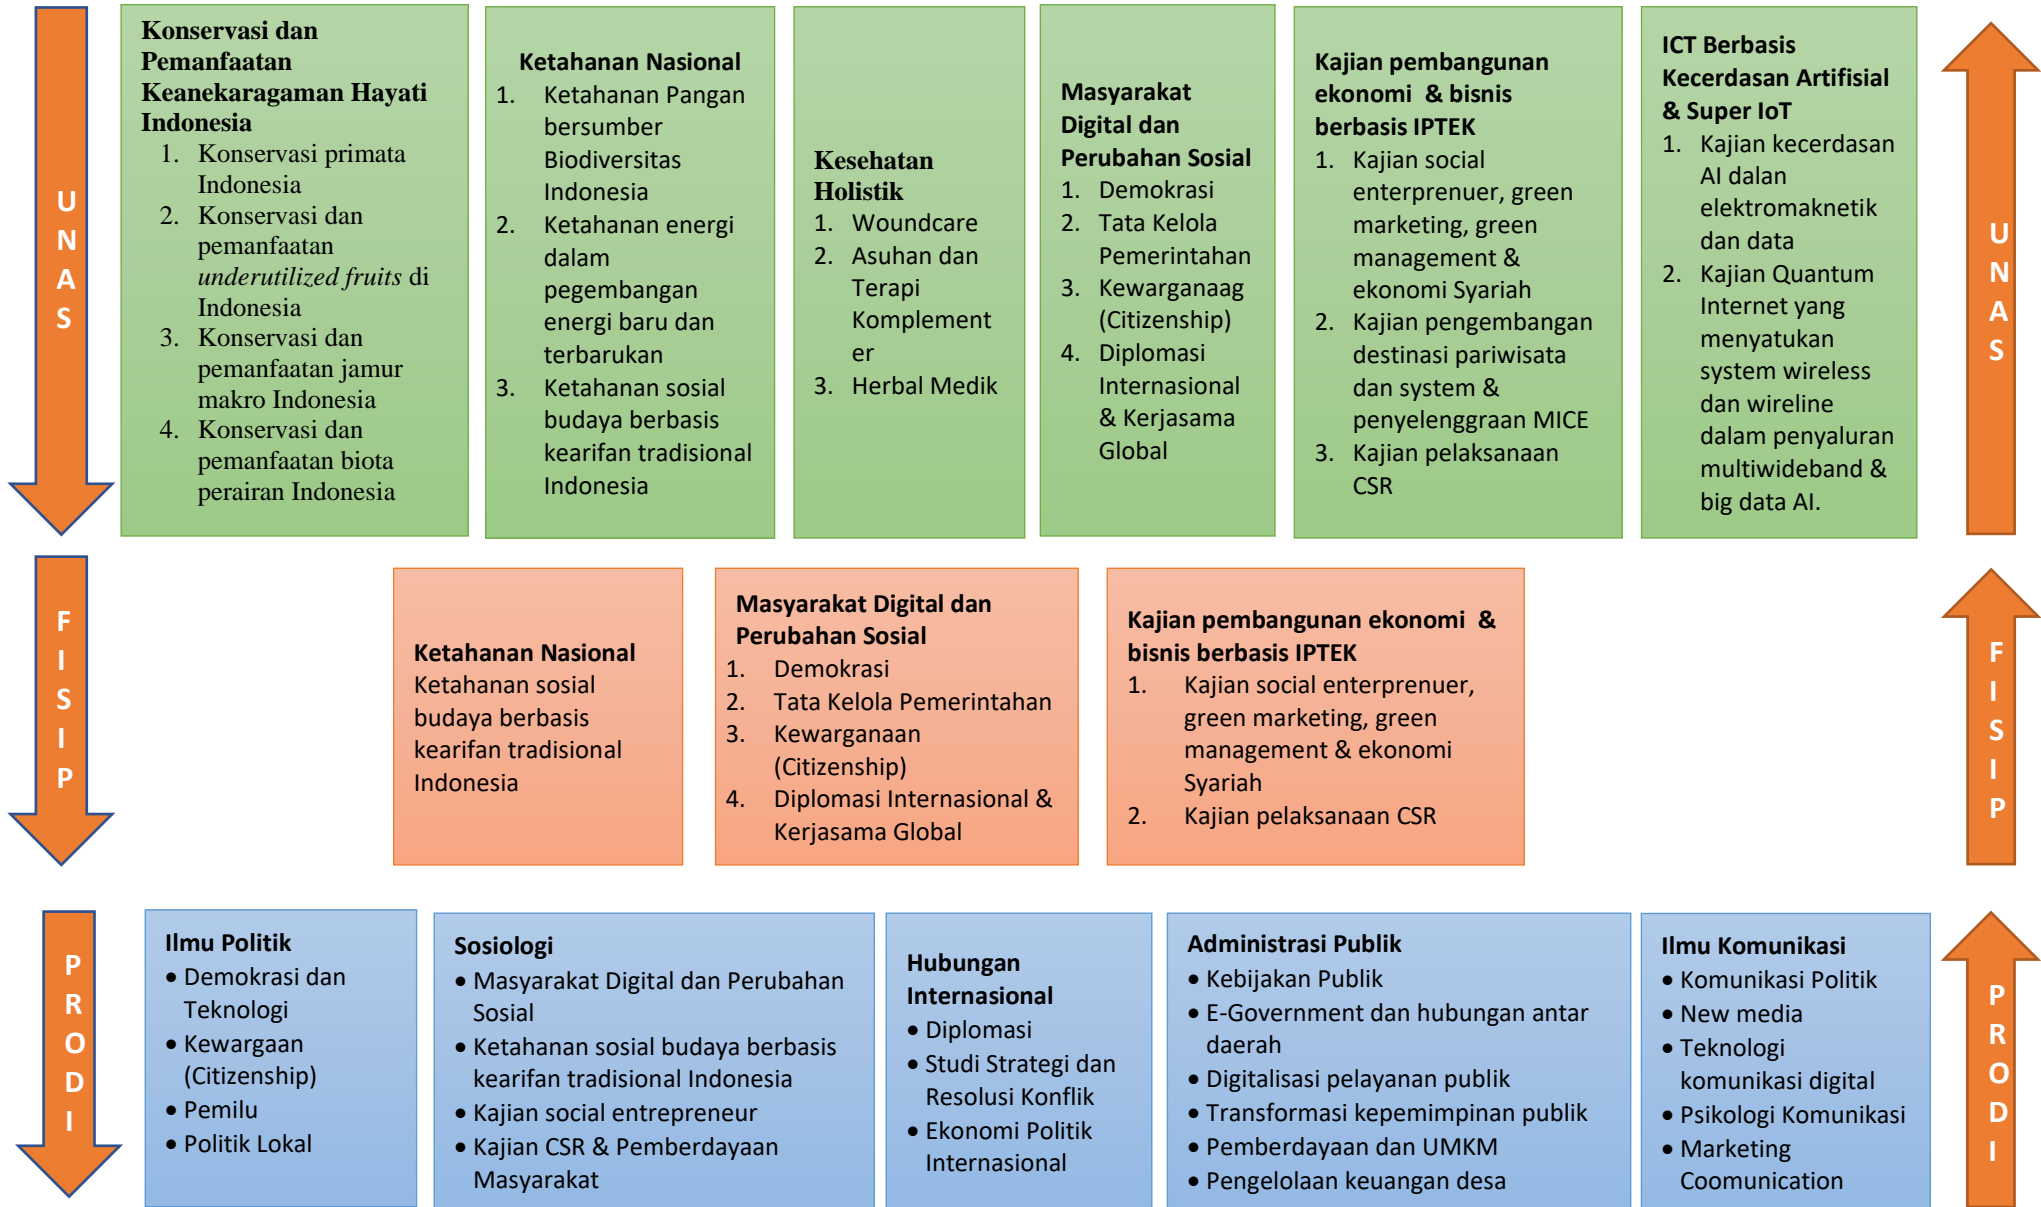 U
N
A
S
Konservasi dan
Pemanfaatan
Keanekaragaman Hayati
Indonesia
1. Konservasi primata
Indonesia
2. Konservasi dan
pemanfaatan
underutilized fruits di
Indonesia
3. Konservasi dan
pemanfaatan jamur
makro Indonesia
4. Konservasi dan
pemanfaatan biota
perairan Indonesia
Ketahanan Nasional
1. Ketahanan Pangan
bersumber
Biodiversitas
Indonesia
2. Ketahanan energi
dalam
pegembangan
energi baru dan
terbarukan
3. Ketahanan sosial
budaya berbasis
kearifan tradisional
Indonesia
Kesehatan
Holistik
1. Woundcare
2. Asuhan dan
Terapi
Komplement
er
3. Herbal Medik
Masyarakat
Digital dan
Perubahan Sosial
1. Demokrasi
2. Tata Kelola
Pemerintahan
3. Kewarganaag
(Citizenship)
4. Diplomasi
Internasional
& Kerjasama
Global
Kajian pembangunan
ekonomi & bisnis
berbasis IPTEK
1. Kajian social
enterprenuer, green
marketing, green
management &
ekonomi Syariah
2. Kajian pengembangan
destinasi pariwisata
dan system &
penyelenggraan MICE
3. Kajian pelaksanaan
CSR
ICT Berbasis
Kecerdasan Artifisial
& Super IoT
1. Kajian kecerdasan
AI dalan
elektromaknetik
dan data
2. Kajian Quantum
Internet yang
menyatukan
system wireless
dan wireline
dalam penyaluran
multiwideband &
big data AI.
U
N
A
S
F
I
S
I
P
Ketahanan Nasional
Ketahanan sosial
budaya berbasis
kearifan tradisional
Indonesia
Masyarakat Digital dan
Perubahan Sosial
1. Demokrasi
2. Tata Kelola Pemerintahan
3. Kewarganaan
(Citizenship)
4. Diplomasi Internasional &
Kerjasama Global
Kajian pembangunan ekonomi &
bisnis berbasis IPTEK
1. Kajian social enterprenuer,
green marketing, green
management & ekonomi
Syariah
2. Kajian pelaksanaan CSR
F
I
S
I
P
P
R
O
D
I
Ilmu Politik
• Demokrasi dan
Teknologi
• Kewargaan
(Citizenship)
• Pemilu
• Politik Lokal
Sosiologi
• Masyarakat Digital dan Perubahan
Sosial
• Ketahanan sosial budaya berbasis
kearifan tradisional Indonesia
• Kajian social entrepreneur
• Kajian CSR & Pemberdayaan
Masyarakat
Hubungan
Internasional
• Diplomasi
• Studi Strategi dan
Resolusi Konflik
• Ekonomi Politik
Internasional
Administrasi Publik
• Kebijakan Publik
• E-Government dan hubungan antar
daerah
• Digitalisasi pelayanan publik
• Transformasi kepemimpinan publik
• Pemberdayaan dan UMKM
• Pengelolaan keuangan desa
Ilmu Komunikasi
• Komunikasi Politik
• New media
• Teknologi
komunikasi digital
• Psikologi Komunikasi
• Marketing
Coomunication
P
R
O
D
I